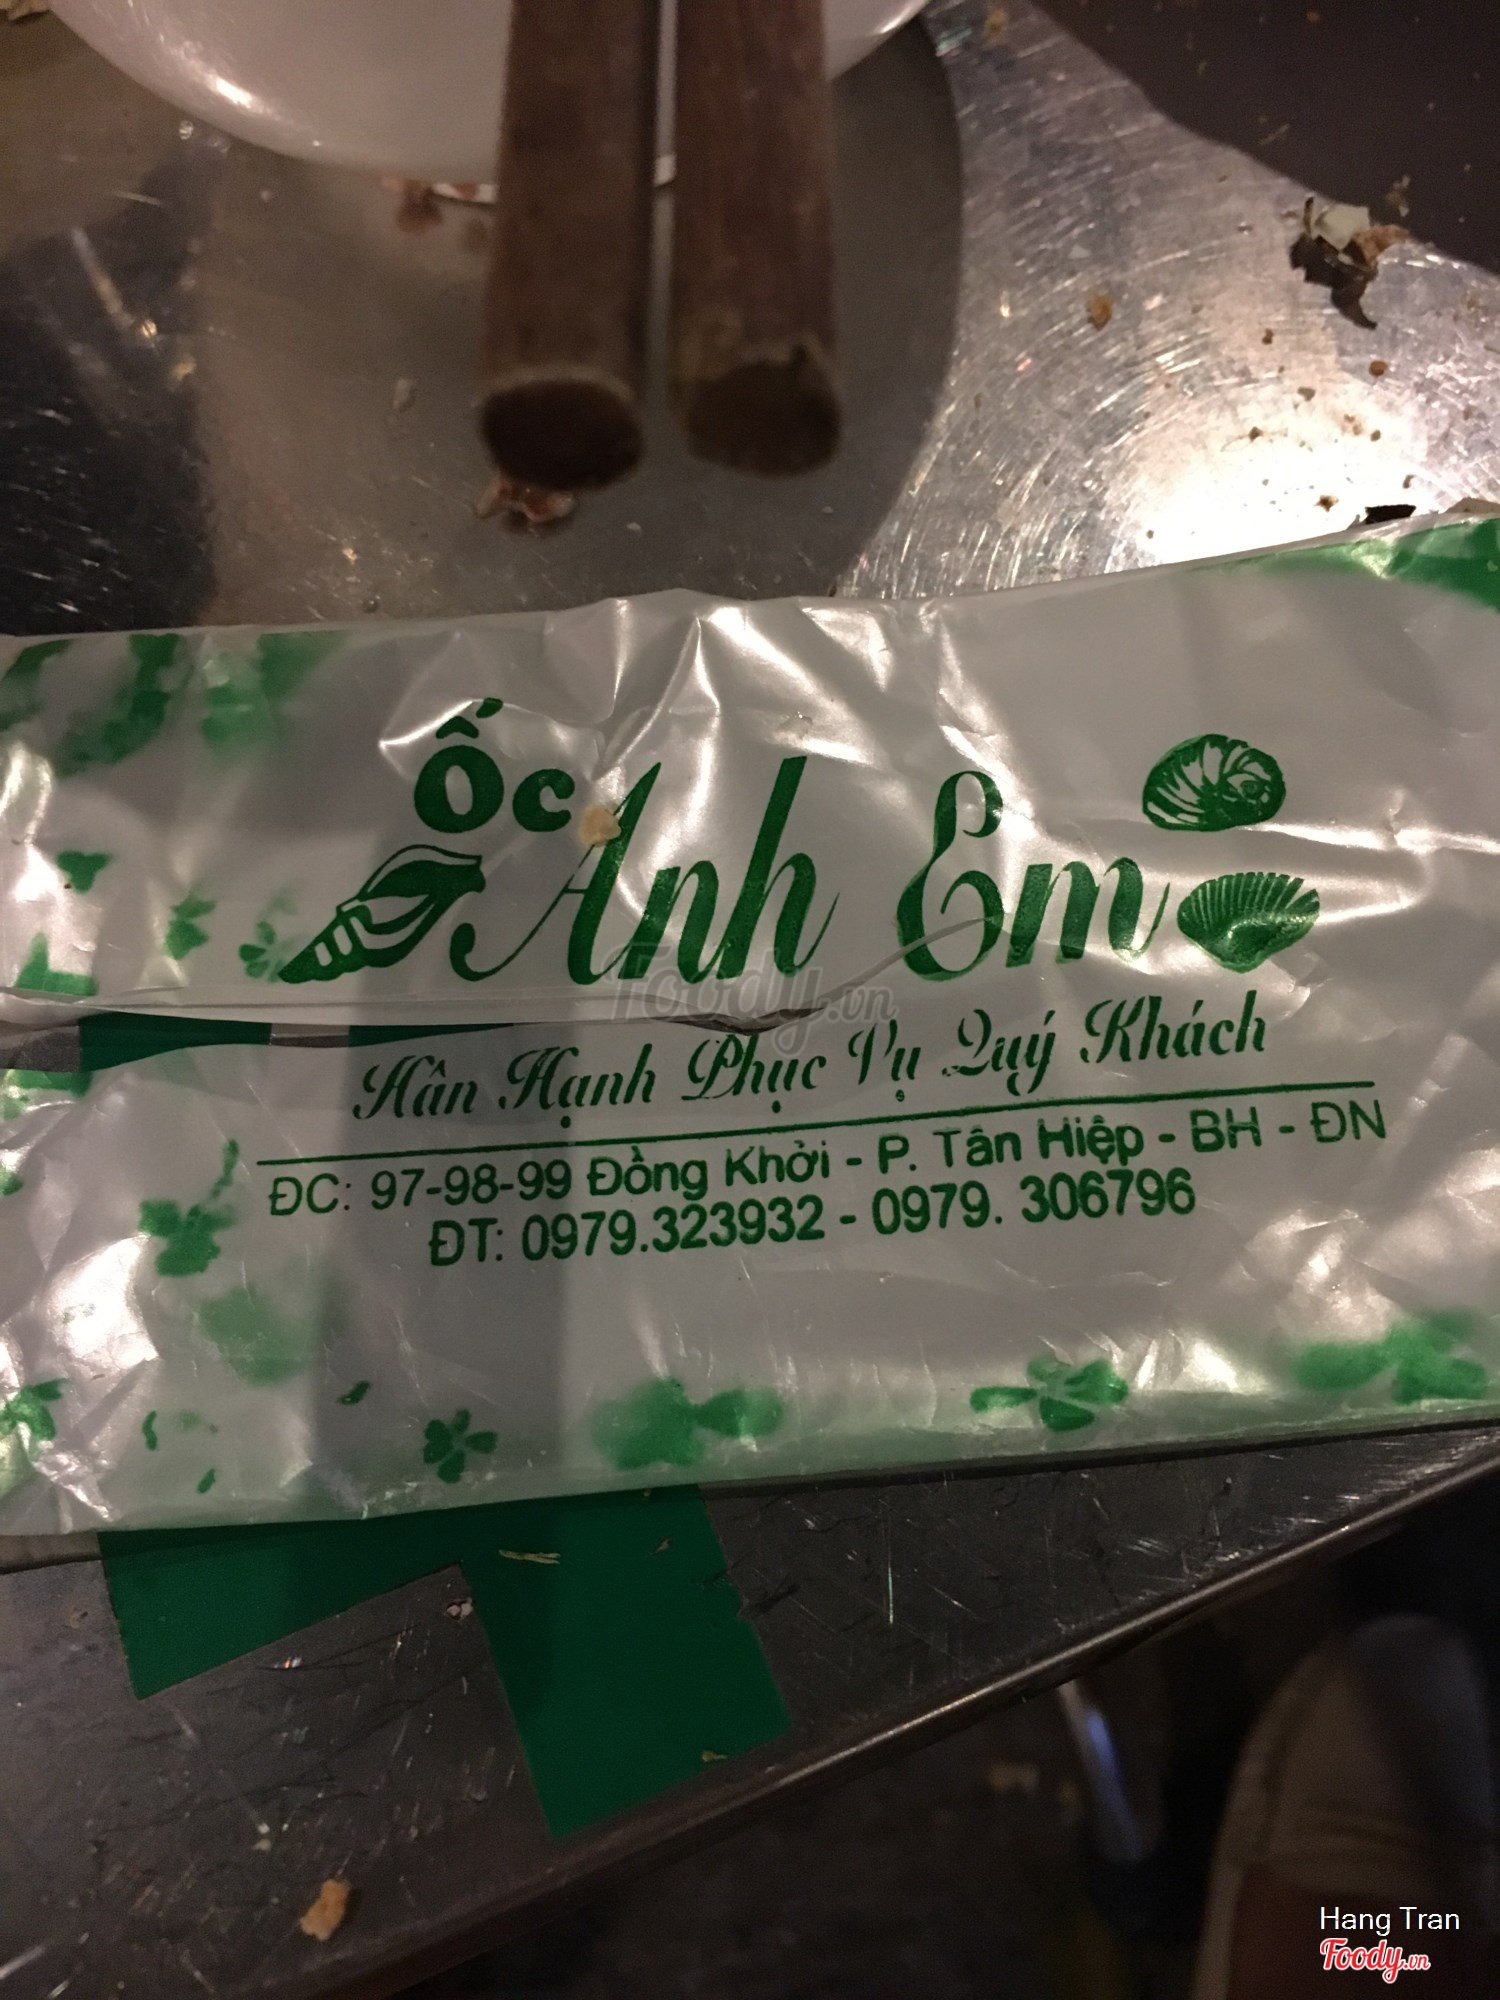 Ốc
Anh Em
Foody.vn
Hân Hạnh Phục Vụ Quý Khách
ĐC: 97-98-99 Đồng Khởi - P. Tân Hiệp - BH - ĐN
ĐT: 0979.323932 - 0979. 306796
Hang Tran
Foody.vn